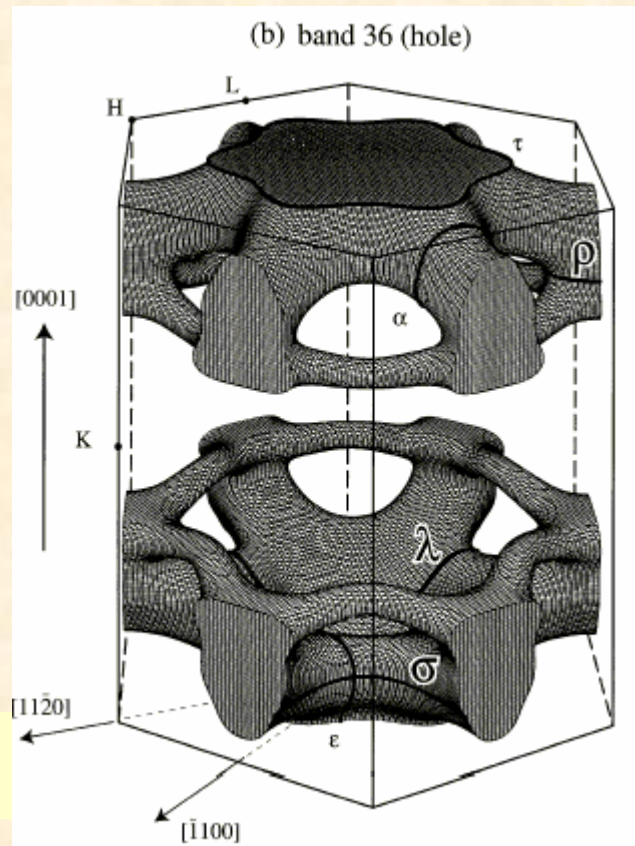 (b) band 36 (hole)
L
H
τ
ρ
[0001]
α
K
λ
σ
[112̄0]
ε
[1̄100]